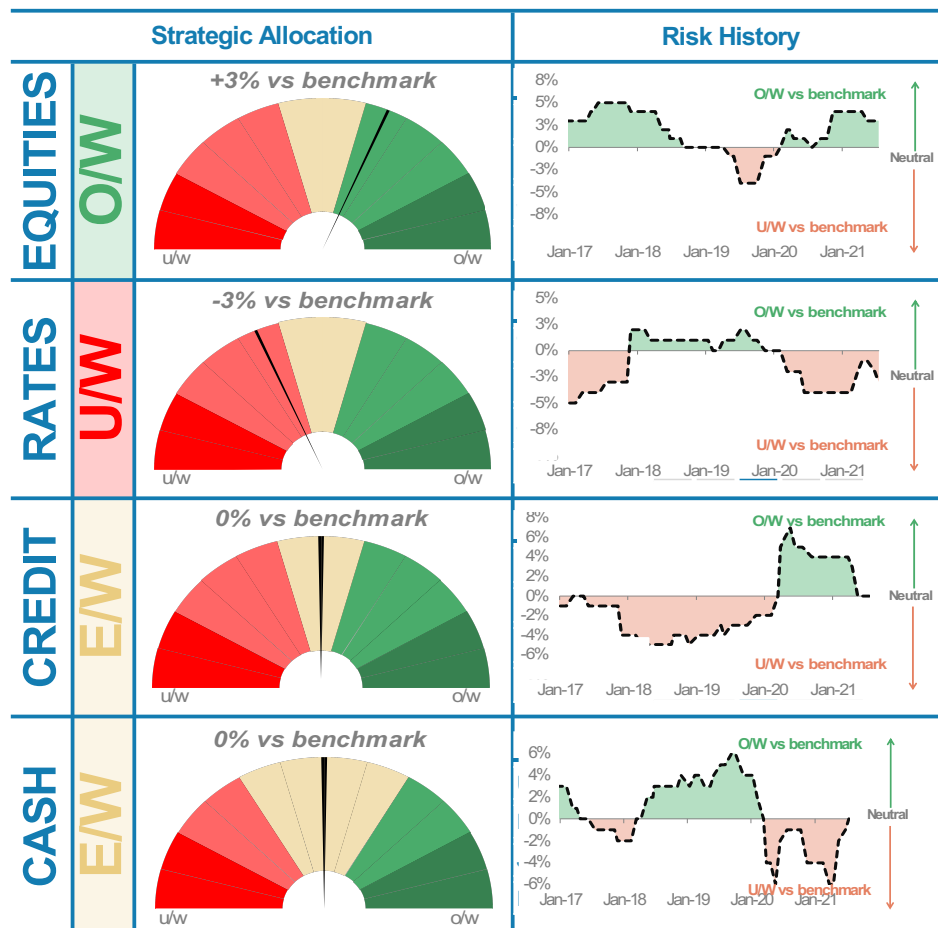 Strategic Allocation
Risk History
EQUITIES
O/W
+3% vs benchmark
u/w
o/w
8%
5%
3%
0%
-3%
-5%
-8%
O/W vs benchmark
Neutral
U/W vs benchmark
Jan-17 Jan-18 Jan-19 Jan-20 Jan-21
RATES
U/W
-3% vs benchmark
u/w
o/w
5%
3%
0%
-3%
-5%
-8%
O/W vs benchmark
Neutral
U/W vs benchmark
Jan-17 Jan-18 Jan-19 Jan-20 Jan-21
CREDIT
E/W
0% vs benchmark
u/w
o/w
8%
6%
4%
2%
0%
-2%
-4%
-6%
O/W vs benchmark
Neutral
U/W vs benchmark
Jan-17 Jan-18 Jan-19 Jan-20 Jan-21
CASH
E/W
0% vs benchmark
u/w
o/w
6%
4%
2%
0%
-2%
-4%
-6%
O/W vs benchmark
Neutral
U/W vs benchmark
Jan-17 Jan-18 Jan-19 Jan-20 Jan-21